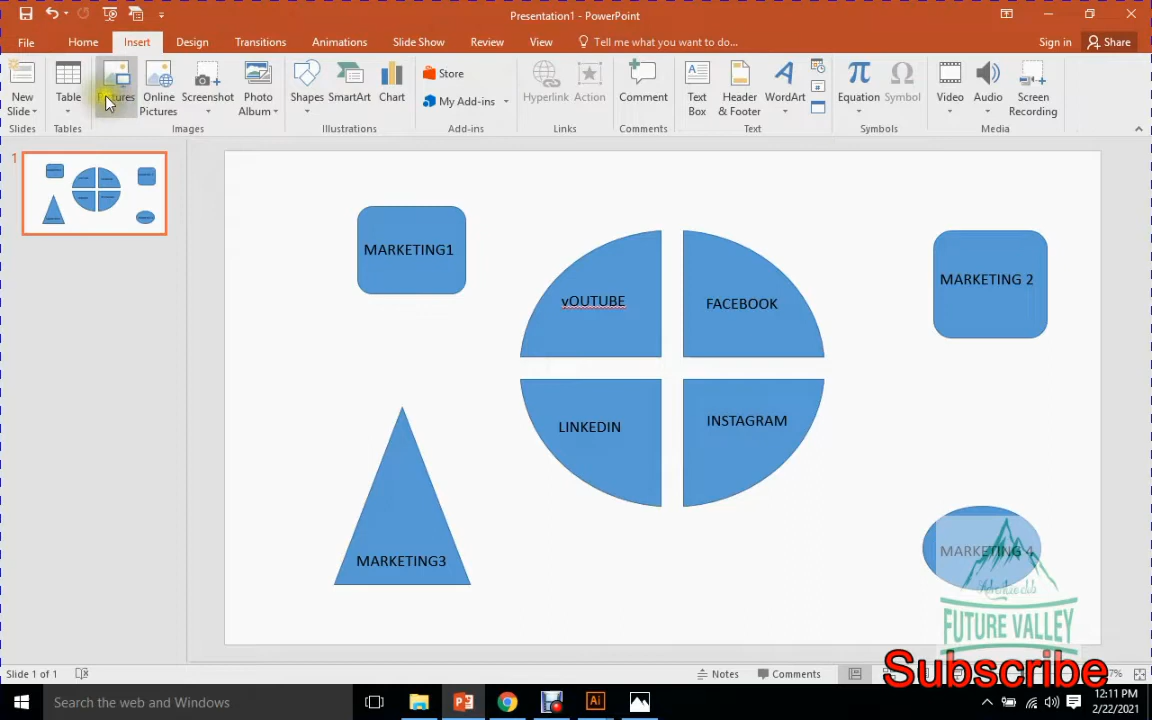 Presentation1 - PowerPoint
File Home Insert Design Transitions Animations Slide Show Review View Tell me what you want to do... Sign in Share
New Slide
Table
Pictures
Online Pictures
Screenshot
Photo Album
Shapes
SmartArt
Chart
Store
My Add-ins
Hyperlink
Action
Comment
Text Box
Header & Footer
WordArt
Equation
Symbol
Video
Audio
Screen Recording
Slides Tables Images Illustrations Add-ins Links Comments Text Symbols Media
1
MARKETING1
vOUTUBE
FACEBOOK
MARKETING 2
LINKEDIN
INSTAGRAM
MARKETING3
MARKETING 4
Adventure club
FUTURE VALLEY
Subscribe
Slide 1 of 1
Notes
Comments
Search the web and Windows
12:11 PM
2/22/2021